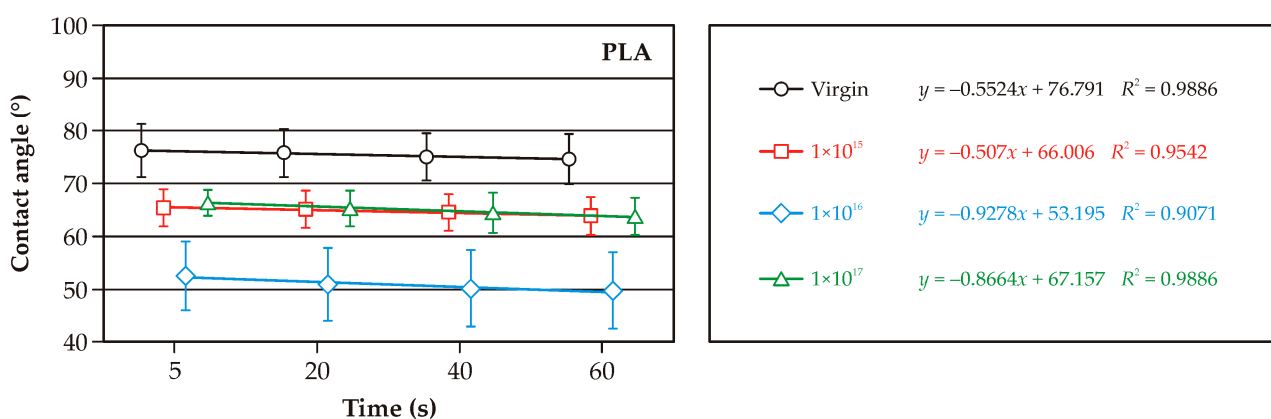 100
PLA
90
80
70
60
50
40
Contact angle (°)
5 20 40 60
Time (s)
Virgin y = –0.5524x + 76.791 R² = 0.9886
1×10¹⁵ y = –0.507x + 66.006 R² = 0.9542
1×10¹⁶ y = –0.9278x + 53.195 R² = 0.9071
1×10¹⁷ y = –0.8664x + 67.157 R² = 0.9886